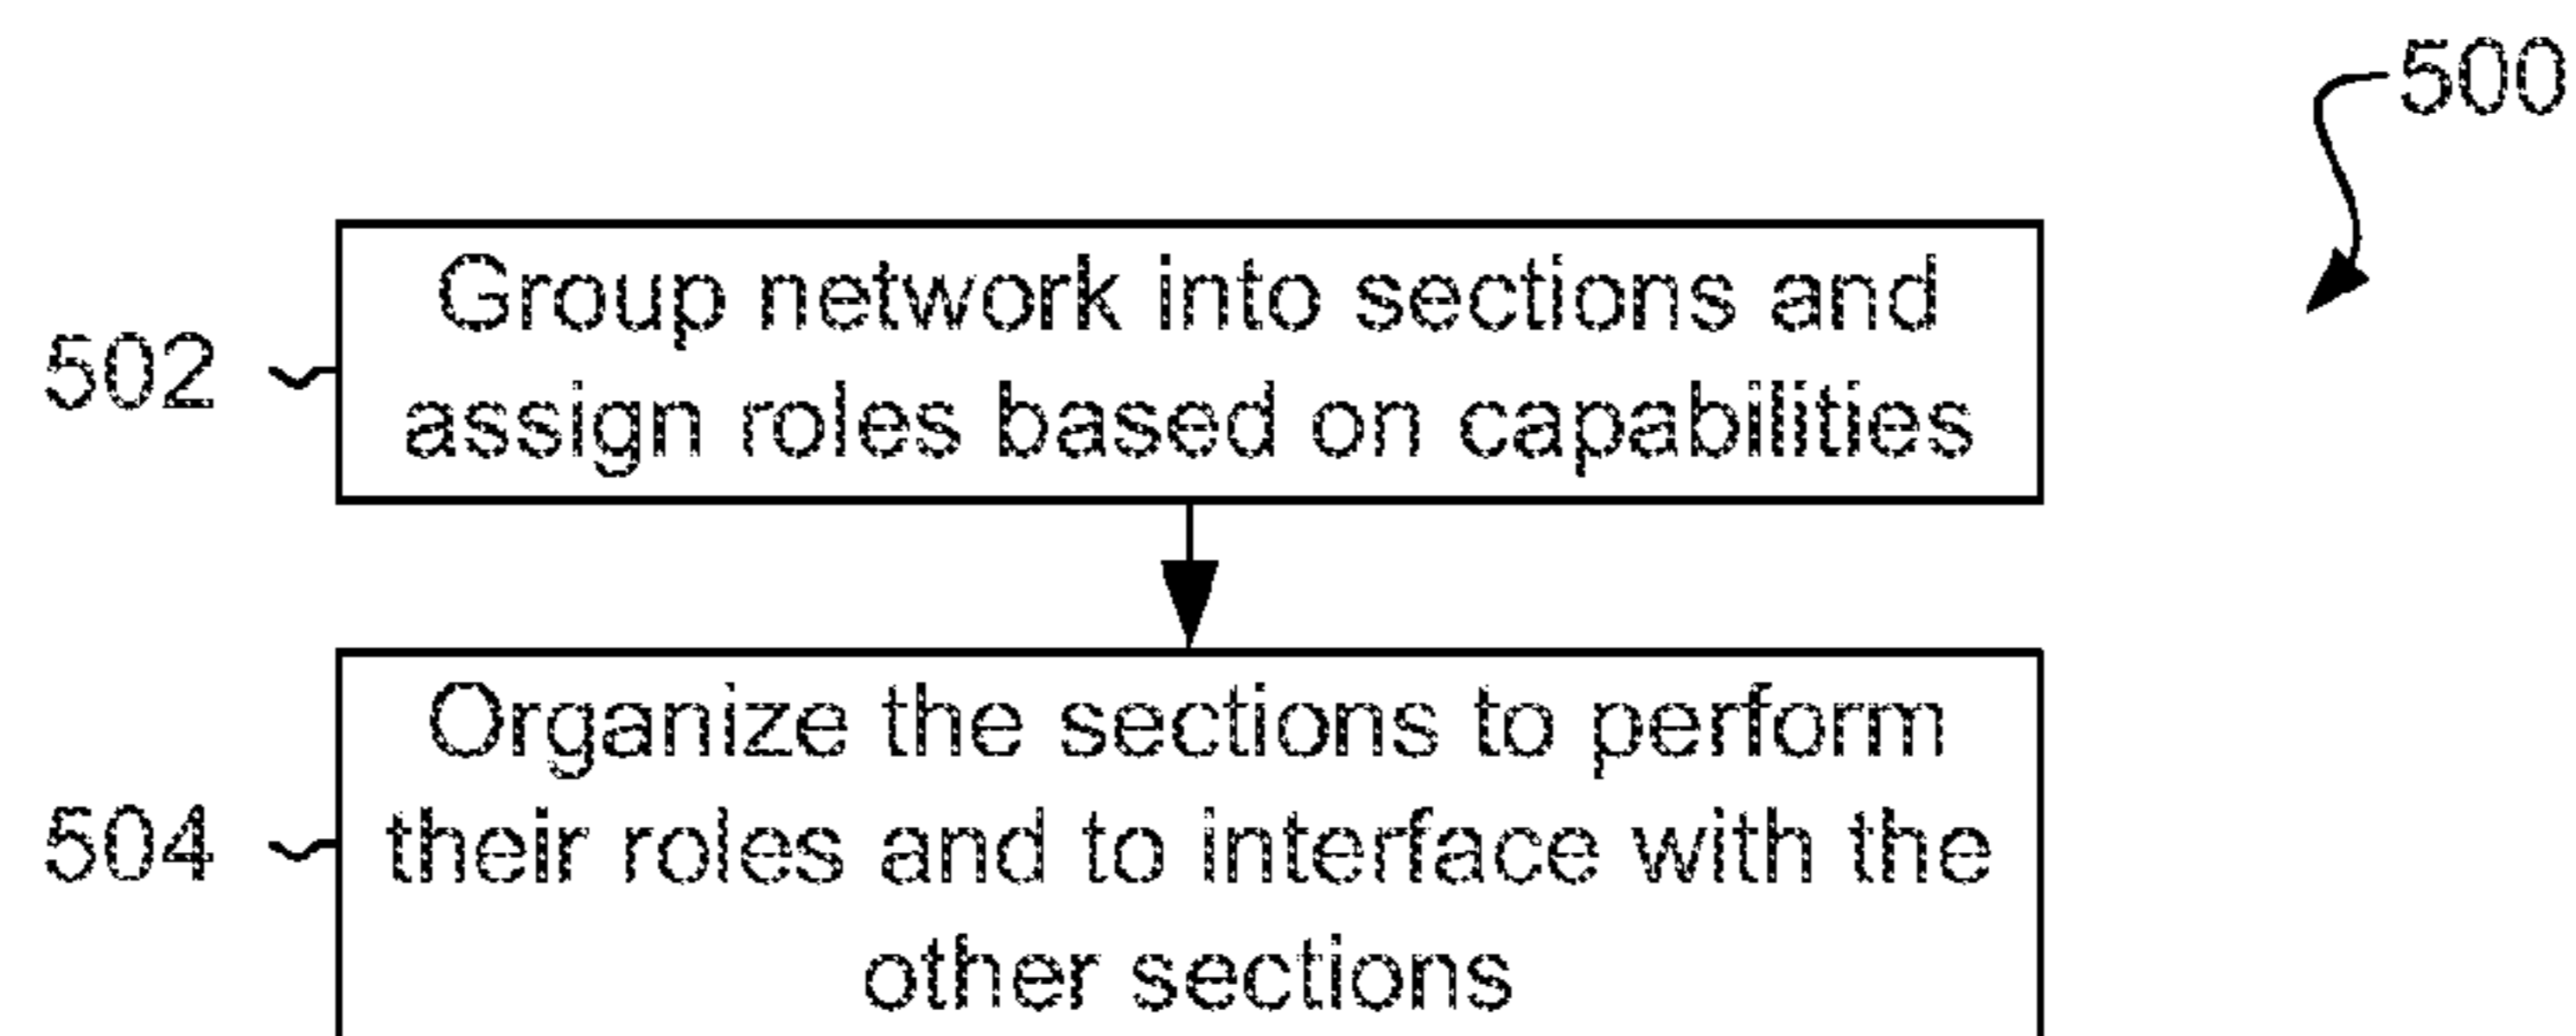 500
Group network into sections and
502
assign roles based on capabilities
Organize the sections to perform
504
their roles and to interface with the
other sections